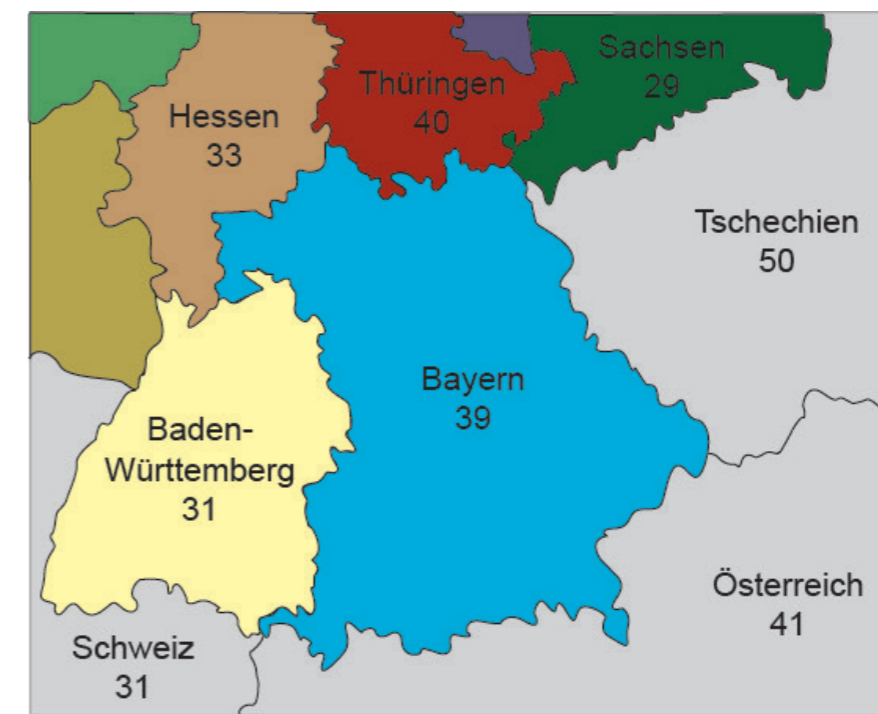 Sachsen
29
Thüringen
40
Hessen
33
Tschechien
50
Bayern
39
Baden-
Württemberg
31
Österreich
41
Schweiz
31